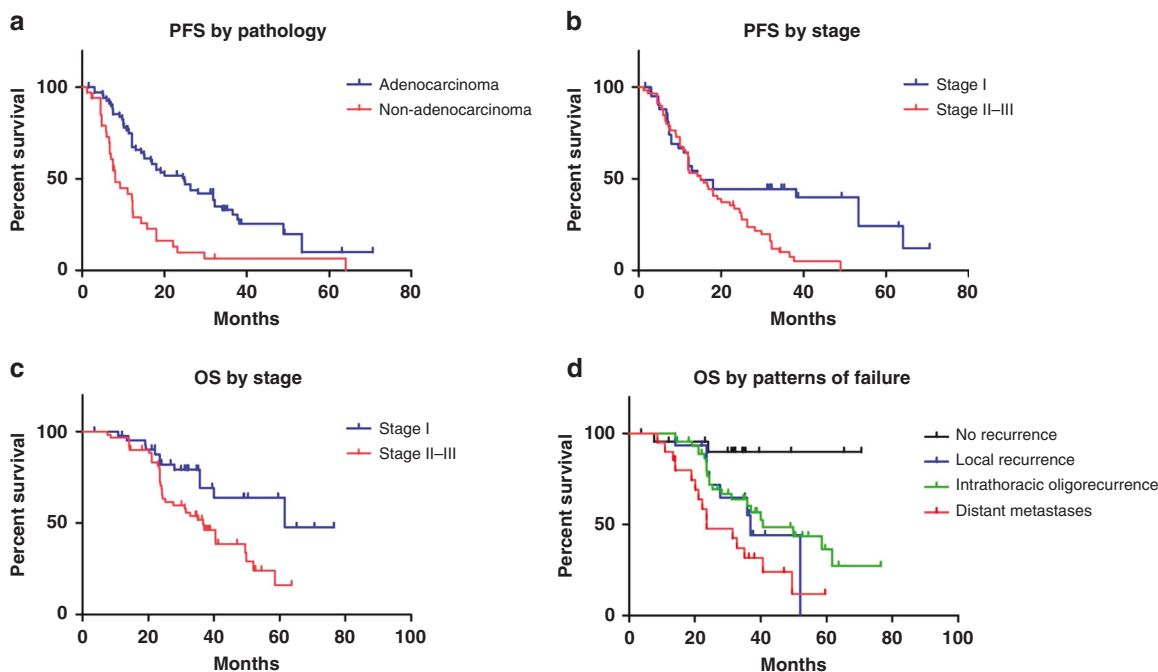 a
PFS by pathology
Percent survival
100
50
0
0 20 40 60 80
Months
Adenocarcinoma
Non-adenocarcinoma
b
PFS by stage
Percent survival
100
50
0
0 20 40 60 80
Months
Stage I
Stage II–III
c
OS by stage
Percent survival
100
50
0
0 20 40 60 80 100
Months
Stage I
Stage II–III
d
OS by patterns of failure
Percent survival
100
50
0
0 20 40 60 80 100
Months
No recurrence
Local recurrence
Intrathoracic oligorecurrence
Distant metastases